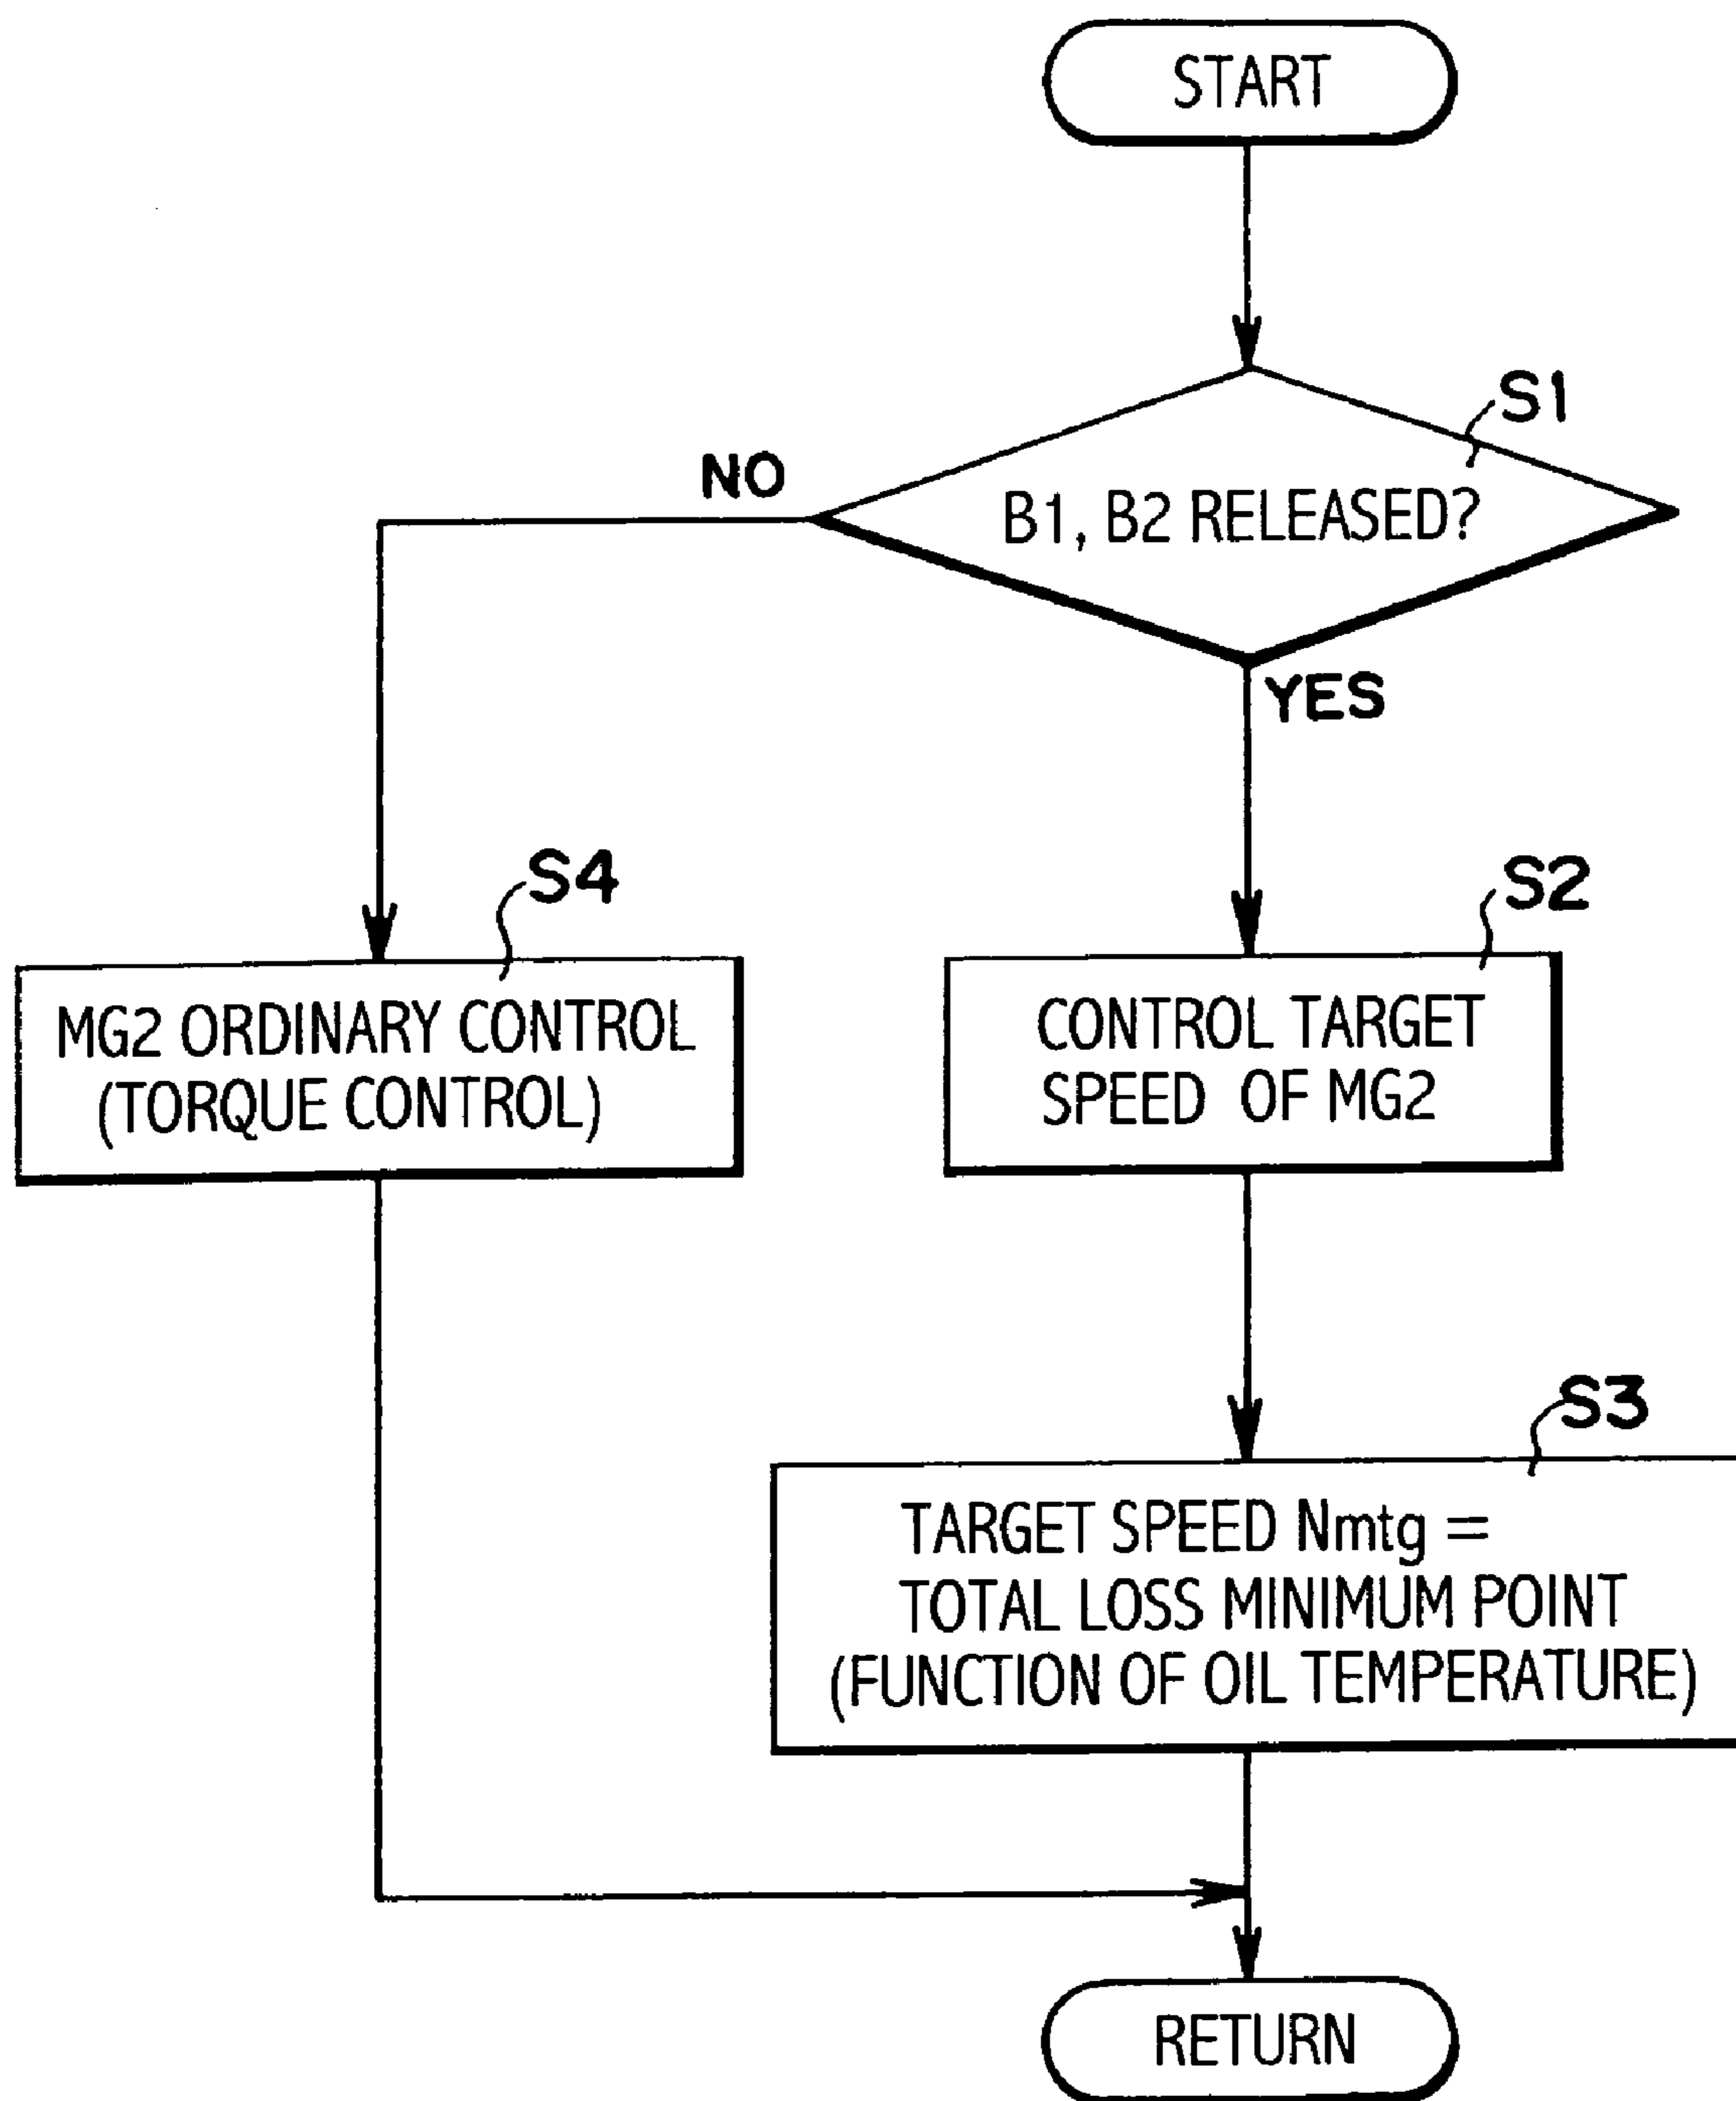 START
S1
NO
B1, B2 RELEASED?
YES
S4
S2
MG2 ORDINARY CONTROL
(TORQUE CONTROL)
CONTROL TARGET
SPEED OF MG2
S3
TARGET SPEED Nmtg =
TOTAL LOSS MINIMUM POINT
(FUNCTION OF OIL TEMPERATURE)
RETURN